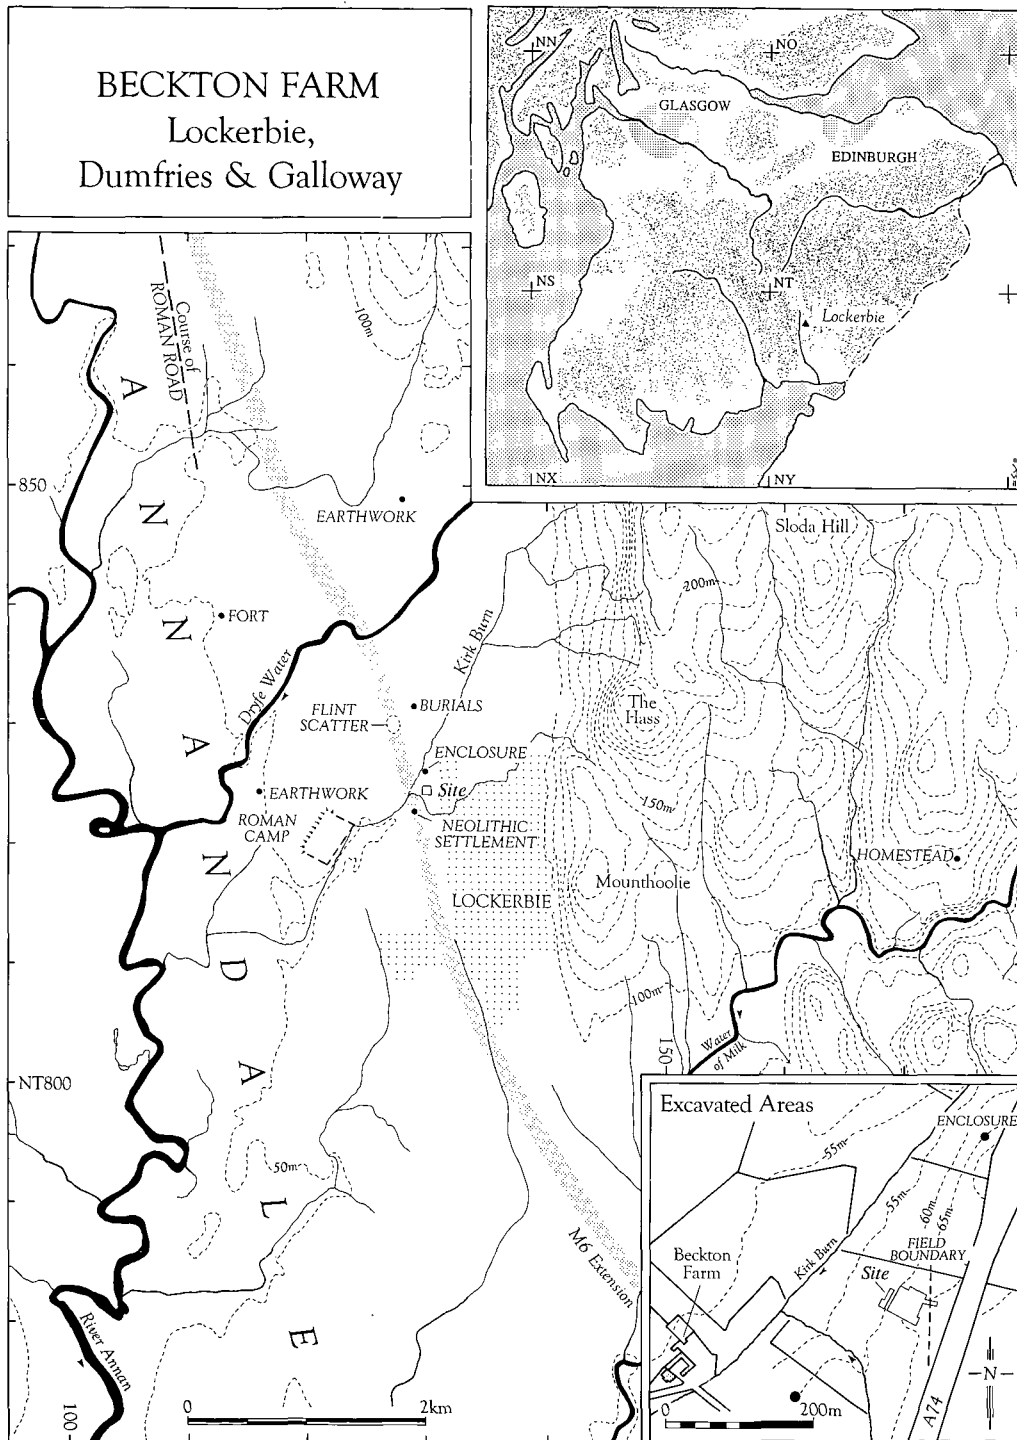 BECKTON FARM
Lockerbie,
Dumfries & Galloway
NN
NO
GLASGOW
EDINBURGH
NS
NT
Lockerbie
NX
NY
Course of
ROMAN ROAD
100m
850
EARTHWORK
Sloda Hill
200m
FORT
Kirk Burn
Dryfe Water
The
Hass
FLINT
SCATTER
BURIALS
ENCLOSURE
Site
EARTHWORK
150m
ROMAN
CAMP
NEOLITHIC
SETTLEMENT
HOMESTEAD
Mounthoolie
LOCKERBIE
100m
Water
of Milk
150
NT800
ANNANDALE
50m
M6 Extension
River Annan
100
0
2km
Excavated Areas
ENCLOSURE
55m
55m
60m
65m
FIELD
BOUNDARY
Kirk Burn
Beckton
Farm
Site
N
A74
0
200m